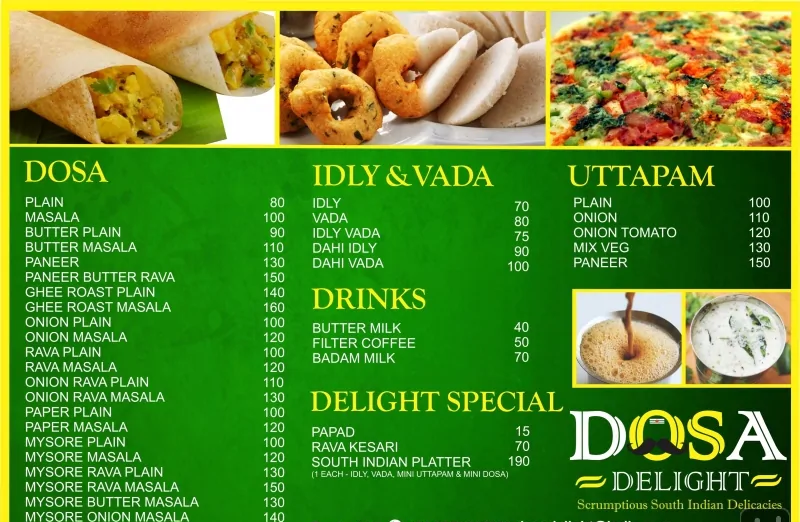 DOSA
PLAIN 80
MASALA 100
BUTTER PLAIN 90
BUTTER MASALA 110
PANEER 130
PANEER BUTTER RAVA 150
GHEE ROAST PLAIN 140
GHEE ROAST MASALA 160
ONION PLAIN 100
ONION MASALA 120
RAVA PLAIN 100
RAVA MASALA 120
ONION RAVA PLAIN 110
ONION RAVA MASALA 130
PAPER PLAIN 100
PAPER MASALA 120
MYSORE PLAIN 100
MYSORE MASALA 120
MYSORE RAVA PLAIN 130
MYSORE RAVA MASALA 150
MYSORE BUTTER MASALA 130
MYSORE ONION MASALA 140
IDLY & VADA
IDLY 70
VADA 80
IDLY VADA 75
DAHI IDLY 90
DAHI VADA 100
DRINKS
BUTTER MILK 40
FILTER COFFEE 50
BADAM MILK 70
DELIGHT SPECIAL
PAPAD 15
RAVA KESARI 70
SOUTH INDIAN PLATTER 190
(1 EACH - IDLY, VADA, MINI UTTAPAM & MINI DOSA)
UTTAPAM
PLAIN 100
ONION 110
ONION TOMATO 120
MIX VEG 130
PANEER 150
DOSA
DELIGHT
Scrumptious South Indian Delicacies